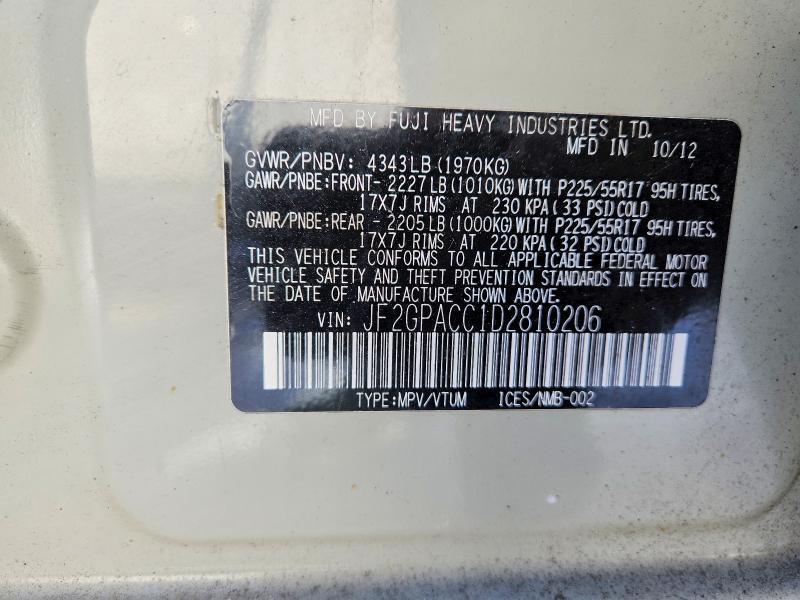 MFD BY FUJI HEAVY INDUSTRIES LTD.
MFD IN 10/12
GVWR/PNBV: 4343LB (1970KG)
GAWR/PNBE:FRONT- 2227LB (1010KG) WITH P225/55R17 95H TIRES,
17X7J RIMS AT 230 KPA (33 PSI) COLD
GAWR/PNBE:REAR - 2205LB (1000KG) WITH P225/55R17 95H TIRES,
17X7J RIMS AT 220 KPA (32 PSI) COLD
THIS VEHICLE CONFORMS TO ALL APPLICABLE FEDERAL MOTOR
VEHICLE SAFETY AND THEFT PREVENTION STANDARDS IN EFFECT ON
THE DATE OF MANUFACTURE SHOWN ABOVE.
VIN: JF2GPACC1D2810206
TYPE:MPV/VTUM ICES/NMB-002